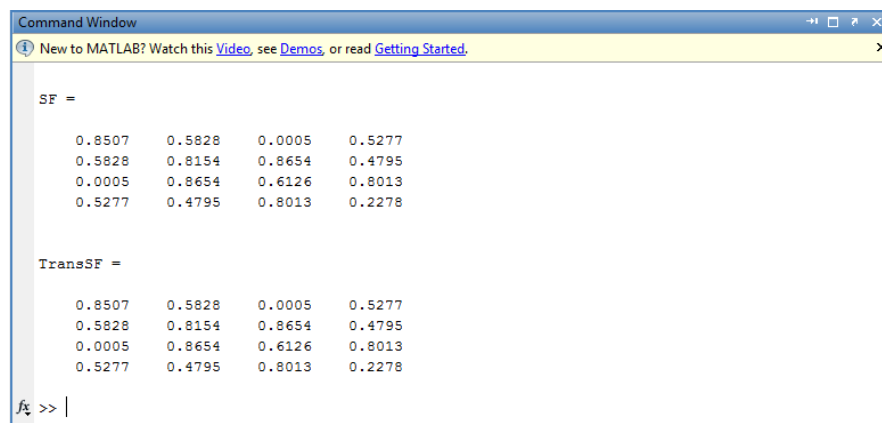 Command Window
New to MATLAB? Watch this Video, see Demos, or read Getting Started.
SF =
0.8507 0.5828 0.0005 0.5277
0.5828 0.8154 0.8654 0.4795
0.0005 0.8654 0.6126 0.8013
0.5277 0.4795 0.8013 0.2278
TransSF =
0.8507 0.5828 0.0005 0.5277
0.5828 0.8154 0.8654 0.4795
0.0005 0.8654 0.6126 0.8013
0.5277 0.4795 0.8013 0.2278
fx >>